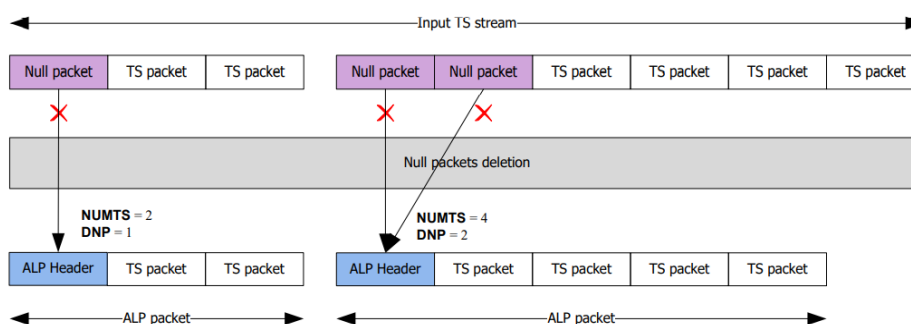 Input TS stream
Null packet TS packet TS packet Null packet Null packet TS packet TS packet TS packet TS packet
Null packets deletion
NUMTS = 2
DNP = 1
NUMTS = 4
DNP = 2
ALP Header TS packet TS packet ALP Header TS packet TS packet TS packet TS packet
ALP packet ALP packet